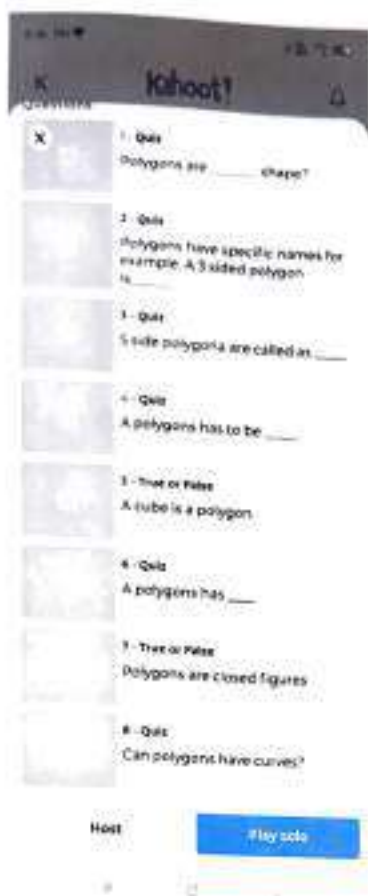 Kahoot!
Questions
1 - Quiz
Polygons are ______ shape?
2 - Quiz
Polygons have specific names for
example. A 3 sided polygon
is_____
3 - Quiz
5 side polygons are called as ____
4 - Quiz
A polygons has to be ____
5 - True or False
A cube is a polygon
6 - Quiz
A polygons has ___
7 - True or False
Polygons are closed figures
8 - Quiz
Can polygons have curves?
Host
Play solo